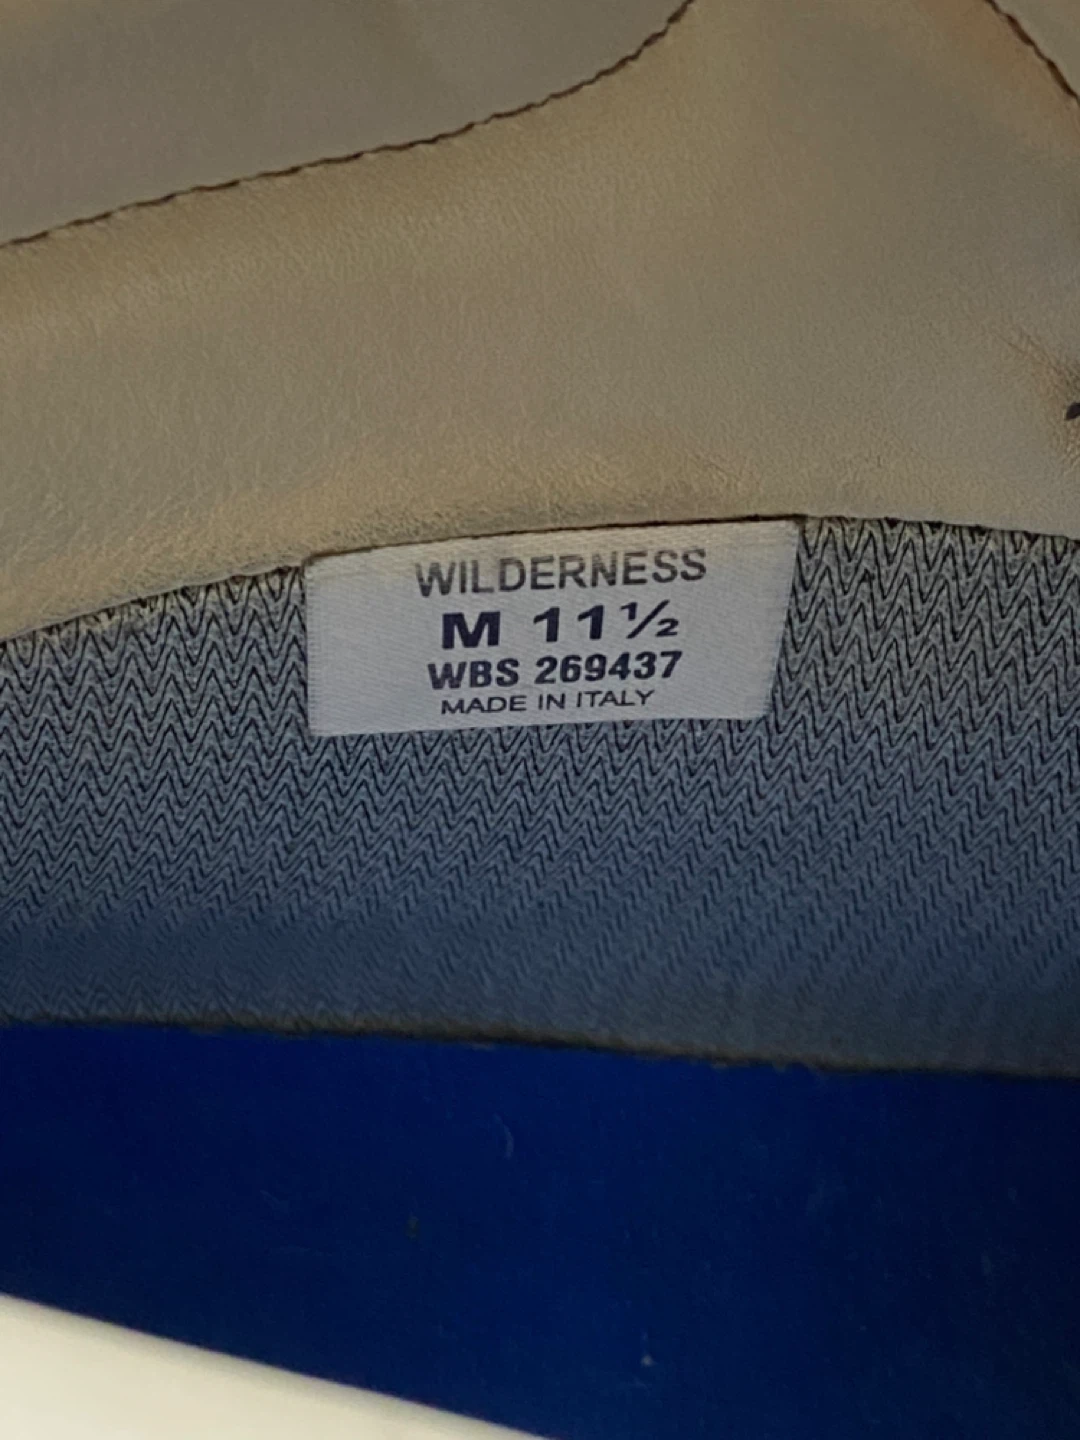 WILDERNESS
M 11½
WBS 269437
MADE IN ITALY